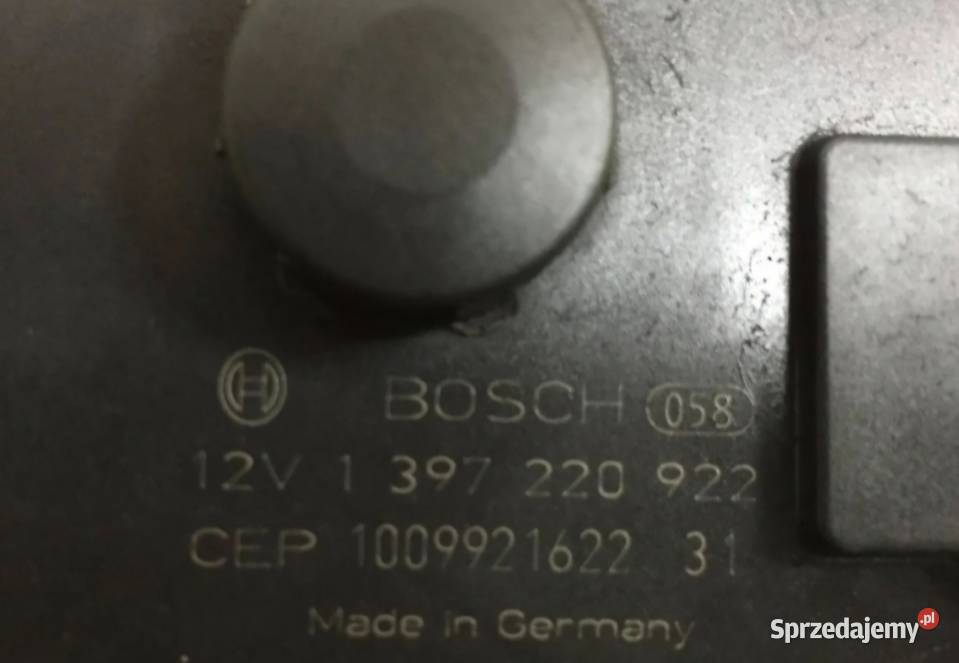 BOSCH 058
12V 1 397 220 922
CEP 1009921622 31
Made in Germany
Sprzedajemy.pl